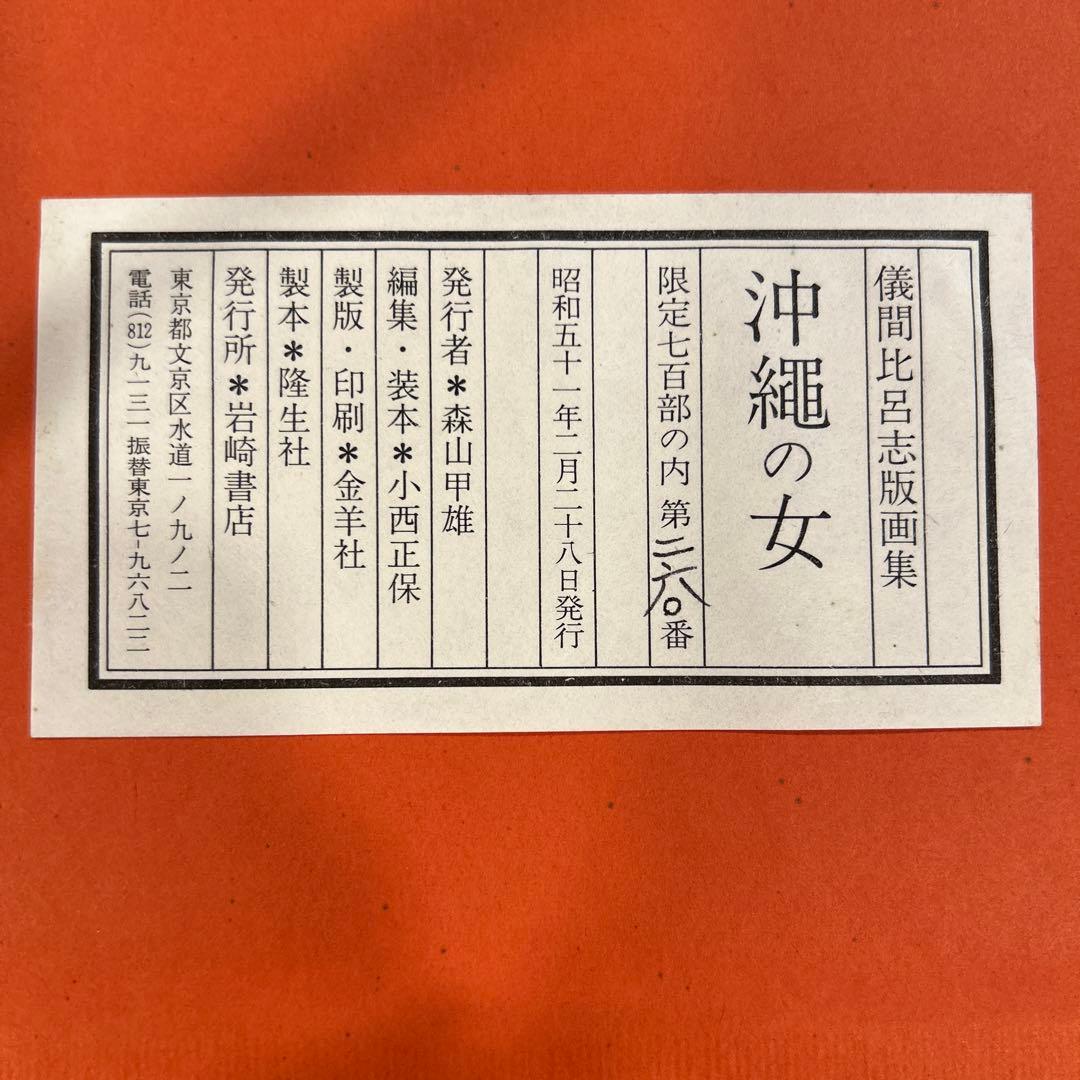 儀間比呂志版画集
沖繩の女
限定七百部の内 第二六〇番
昭和五十一年二月二十八日発行
発行者＊森山甲雄
編集・装本＊小西正保
製版・印刷＊金羊社
製本＊隆生社
発行所＊岩崎書店
東京都文京区水道一ノ九ノ二
電話(812)九一三一 振替東京七-九六八二二